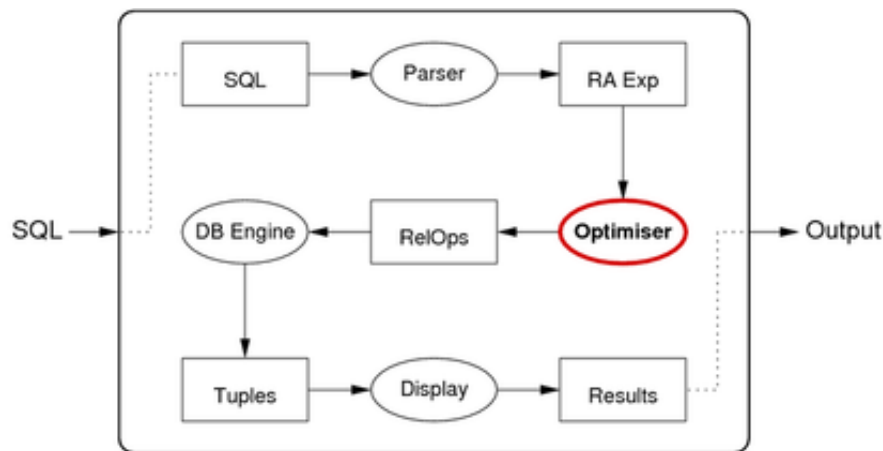 SQL
Parser
RA Exp
SQL
DB Engine
RelOps
Optimiser
Output
Tuples
Display
Results